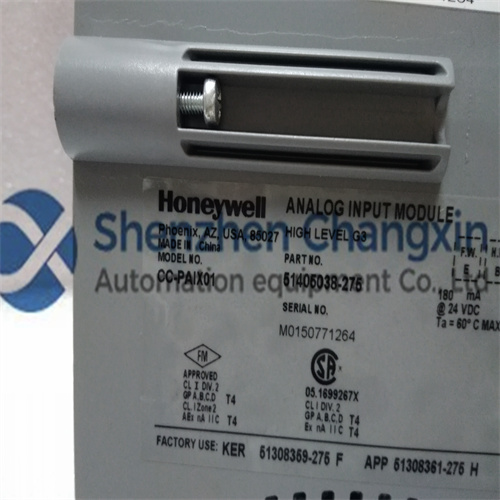 Honeywell ANALOG INPUT MODULE
Phoenix, AZ, USA, 85027 HIGH LEVEL G3
MADE IN China
MODEL NO. PART NO.
CC-PAIX01 51405038-275
SERIAL NO.
M0150771264
F.W.
E
180 mA
@ 24 VDC
Ta = 60° C MAX
FM
APPROVED
CL I DIV. 2
GP A,B,C,D T4
CL I Zone 2
AEx nA II C T4
SA
05.1699267X
CL I DIV. 2
GP A,B,C,D T4
Ex nA II C T4
FACTORY USE: KER 51308359-275 F APP 51308361-275 H
Shenzhen Changxin
Automation equipment Co., Ltd